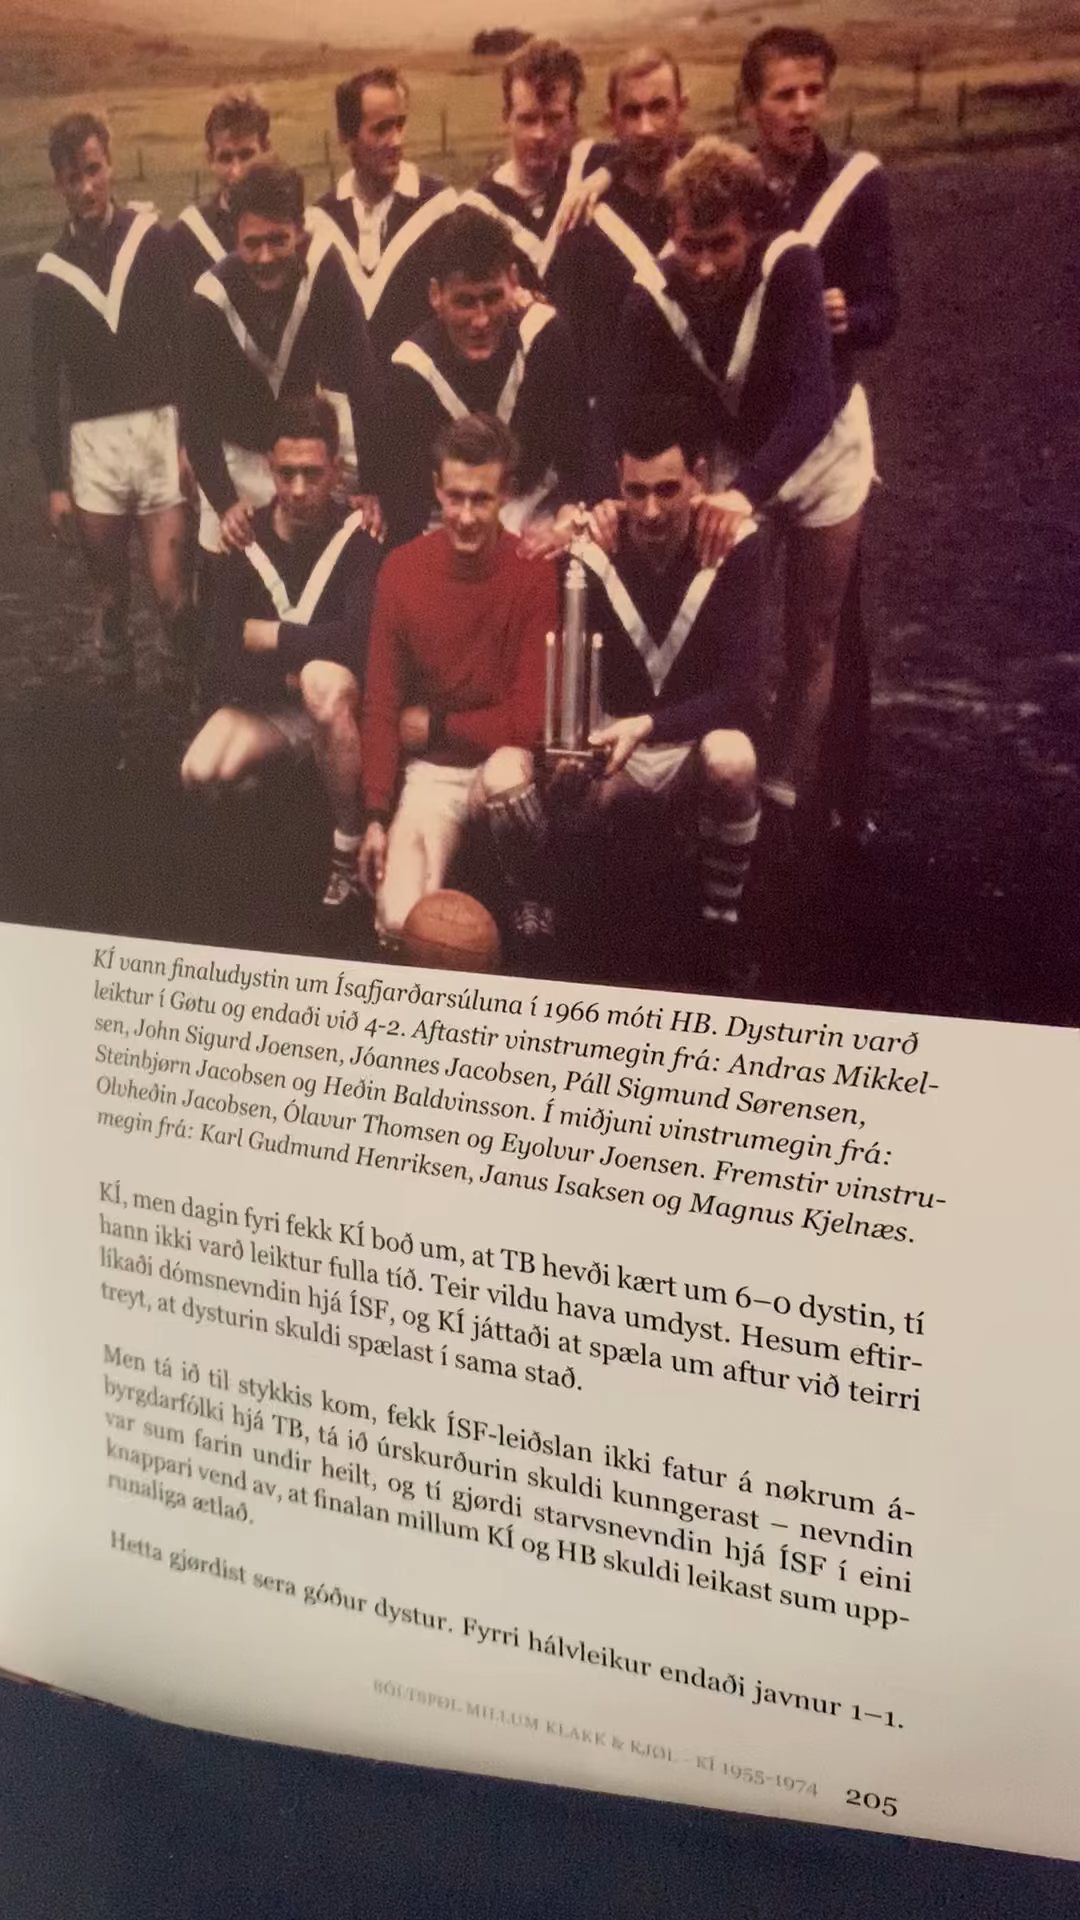 KÍ vann finaludystin um Ísafjarðarsúluna í 1966 móti HB. Dysturin varð
leiktur í Gøtu og endaði við 4-2. Aftastir vinstrumegin frá: Andras Mikkel-
sen, John Sigurd Joensen, Jóannes Jacobsen, Páll Sigmund Sørensen,
Steinbjørn Jacobsen og Heðin Baldvinsson. Í miðjuni vinstrumegin frá:
Olvheðin Jacobsen, Ólavur Thomsen og Eyolvur Joensen. Fremstir vinstru-
megin frá: Karl Gudmund Henriksen, Janus Isaksen og Magnus Kjelnæs.
KÍ, men dagin fyri fekk KÍ boð um, at TB hevði kært um 6–0 dystin, tí
hann ikki varð leiktur fulla tíð. Teir vildu hava umdyst. Hesum eftir-
líkaði dómsnevndin hjá ÍSF, og KÍ játtaði at spæla um aftur við teirri
treyt, at dysturin skuldi spælast í sama stað.
Men tá ið til stykkis kom, fekk ÍSF-leiðslan ikki fatur á nøkrum á-
byrgdarfólki hjá TB, tá ið úrskurðurin skuldi kunngerast – nevndin
var sum farin undir heilt, og tí gjørdi starvsnevndin hjá ÍSF í eini
knappari vend av, at finalan millum KÍ og HB skuldi leikast sum upp-
runaliga ætlað.
Hetta gjørdist sera góður dystur. Fyrri hálvleikur endaði javnur 1–1.
BÓLTSPØL MILLUM KLAKK & KJØL – KÍ 1955-1974 205